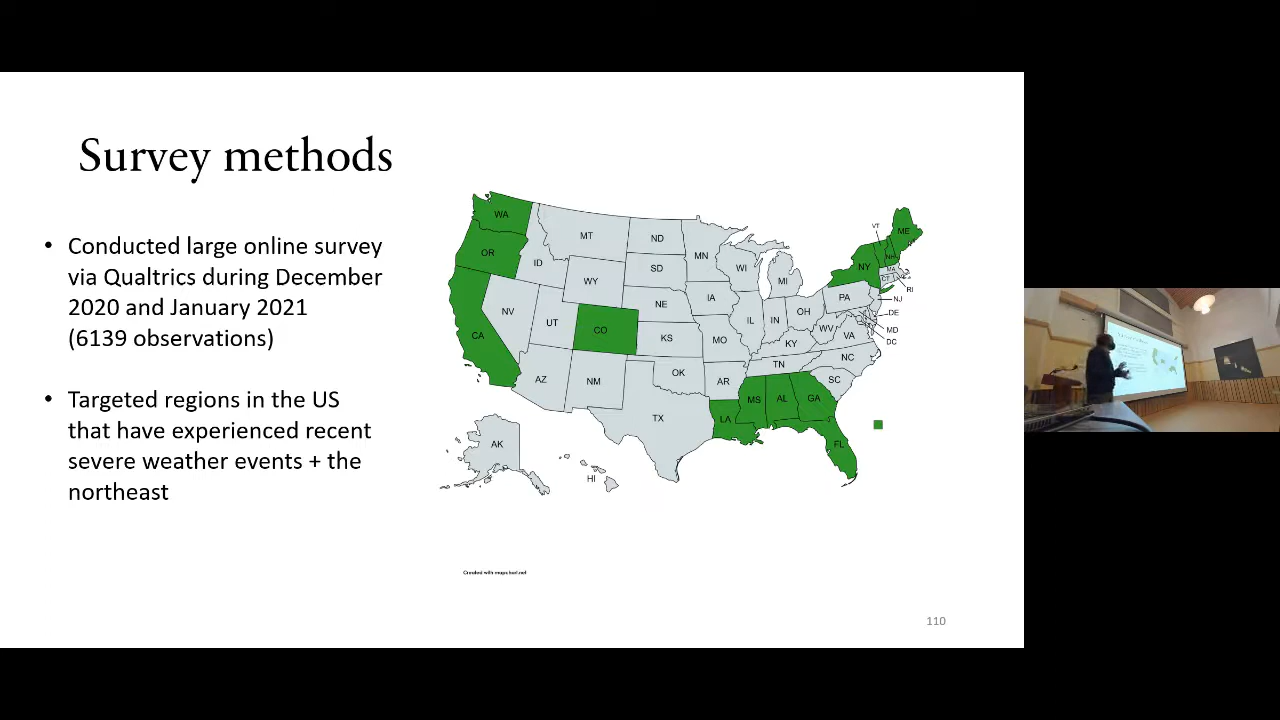 Survey methods
• Conducted large online survey
via Qualtrics during December
2020 and January 2021
(6139 observations)
• Targeted regions in the US
that have experienced recent
severe weather events + the
northeast
WA
OR
CA
ID
NV
MT
WY
UT
AZ
CO
NM
ND
SD
NE
KS
OK
TX
MN
IA
MO
AR
LA
WI
IL
MI
IN
OH
KY
TN
MS
AL
GA
FL
SC
NC
VA
WV
PA
NY
VT
NH
ME
MA
CT
RI
NJ
DE
MD
DC
AK
HI
Created with mapchart.net
110